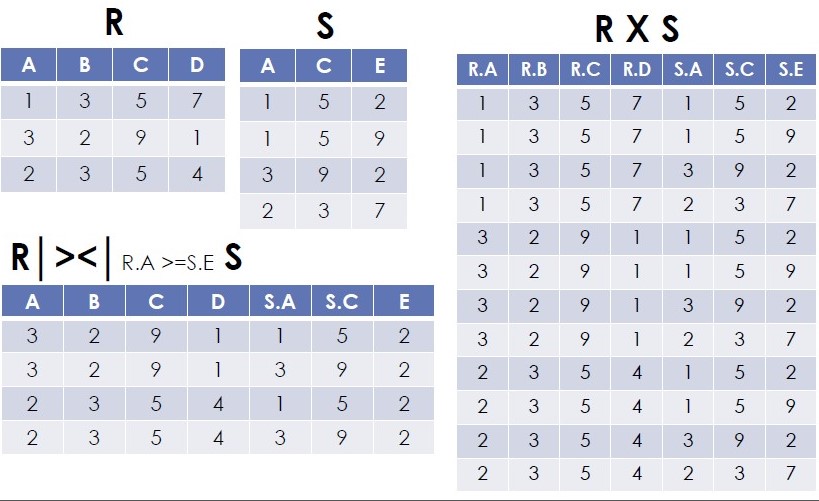 R
A B C D
1 3 5 7
3 2 9 1
2 3 5 4
S
A C E
1 5 2
1 5 9
3 9 2
2 3 7
R|><| R.A >=S.E S
A B C D S.A S.C E
3 2 9 1 1 5 2
3 2 9 1 3 9 2
2 3 5 4 1 5 2
2 3 5 4 3 9 2
R X S
R.A R.B R.C R.D S.A S.C S.E
1 3 5 7 1 5 2
1 3 5 7 1 5 9
1 3 5 7 3 9 2
1 3 5 7 2 3 7
3 2 9 1 1 5 2
3 2 9 1 1 5 9
3 2 9 1 3 9 2
3 2 9 1 2 3 7
2 3 5 4 1 5 2
2 3 5 4 1 5 9
2 3 5 4 3 9 2
2 3 5 4 2 3 7